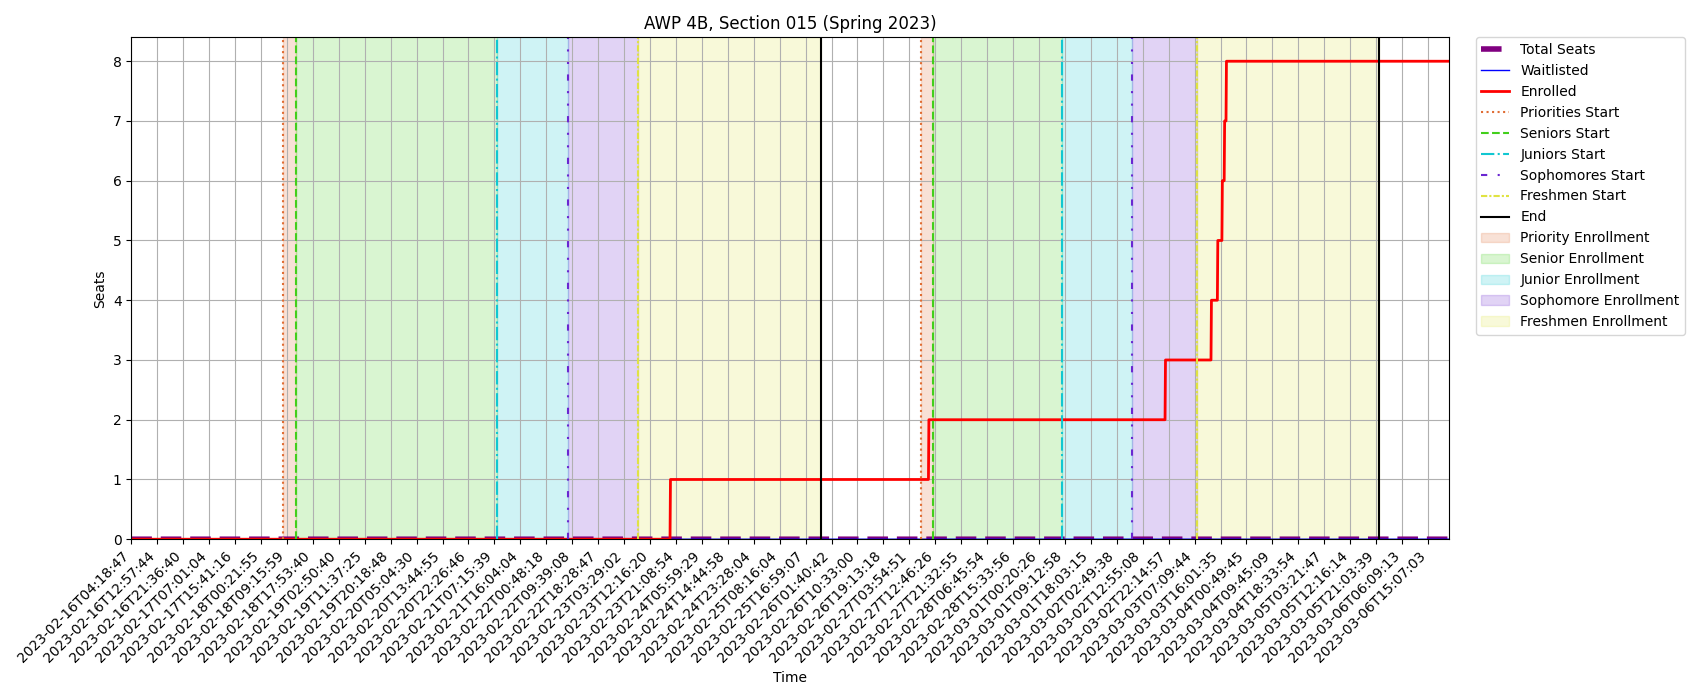 AWP 4B, Section 015 (Spring 2023)
Total Seats
Waitlisted
Enrolled
Priorities Start
Seniors Start
Juniors Start
Sophomores Start
Freshmen Start
End
Priority Enrollment
Senior Enrollment
Junior Enrollment
Sophomore Enrollment
Freshmen Enrollment
8
7
6
5
4
3
2
1
0
Seats
2023-02-16T04:18:47
2023-02-16T12:57:44
2023-02-16T21:36:40
2023-02-17T07:01:04
2023-02-17T15:41:16
2023-02-18T00:21:55
2023-02-18T09:15:59
2023-02-18T17:53:40
2023-02-19T02:50:40
2023-02-19T11:37:25
2023-02-19T20:18:48
2023-02-20T05:04:30
2023-02-20T13:44:55
2023-02-20T22:26:46
2023-02-21T07:15:39
2023-02-21T16:04:04
2023-02-22T00:48:18
2023-02-22T09:39:08
2023-02-22T18:28:47
2023-02-23T03:29:02
2023-02-23T12:16:20
2023-02-23T21:08:54
2023-02-24T05:59:29
2023-02-24T14:44:58
2023-02-24T23:28:04
2023-02-25T08:16:04
2023-02-25T16:59:07
2023-02-26T01:40:42
2023-02-26T10:33:00
2023-02-26T19:13:18
2023-02-27T03:54:51
2023-02-27T12:46:26
2023-02-27T21:32:55
2023-02-28T06:45:54
2023-02-28T15:33:56
2023-03-01T00:20:26
2023-03-01T09:12:58
2023-03-01T18:03:15
2023-03-02T02:49:38
2023-03-02T12:55:08
2023-03-02T22:14:57
2023-03-03T07:09:44
2023-03-03T16:01:35
2023-03-04T00:49:45
2023-03-04T09:45:09
2023-03-04T18:33:54
2023-03-05T03:21:47
2023-03-05T12:16:14
2023-03-05T21:03:39
2023-03-06T06:09:13
2023-03-06T15:07:03
Time